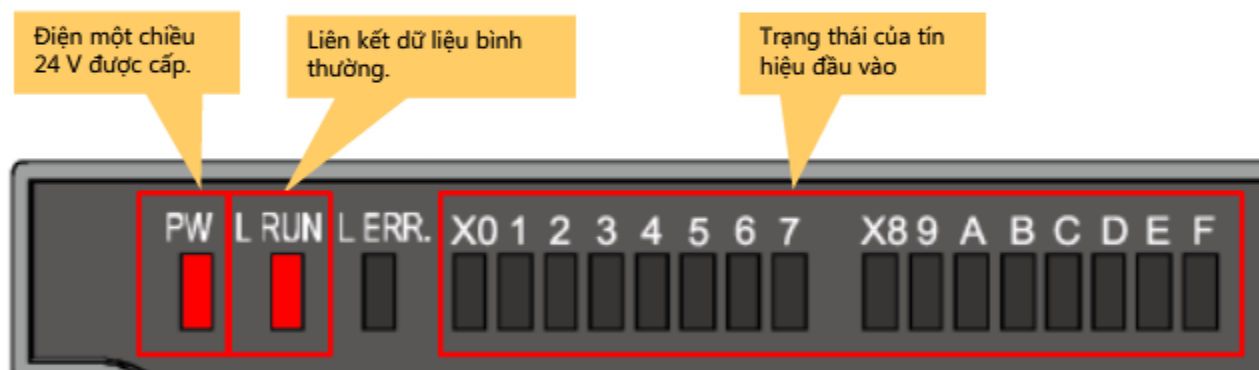 Điện một chiều
24 V được cấp.
Liên kết dữ liệu bình
thường.
Trạng thái của tín
hiệu đầu vào
PW L RUN L ERR. X0 1 2 3 4 5 6 7 X8 9 A B C D E F